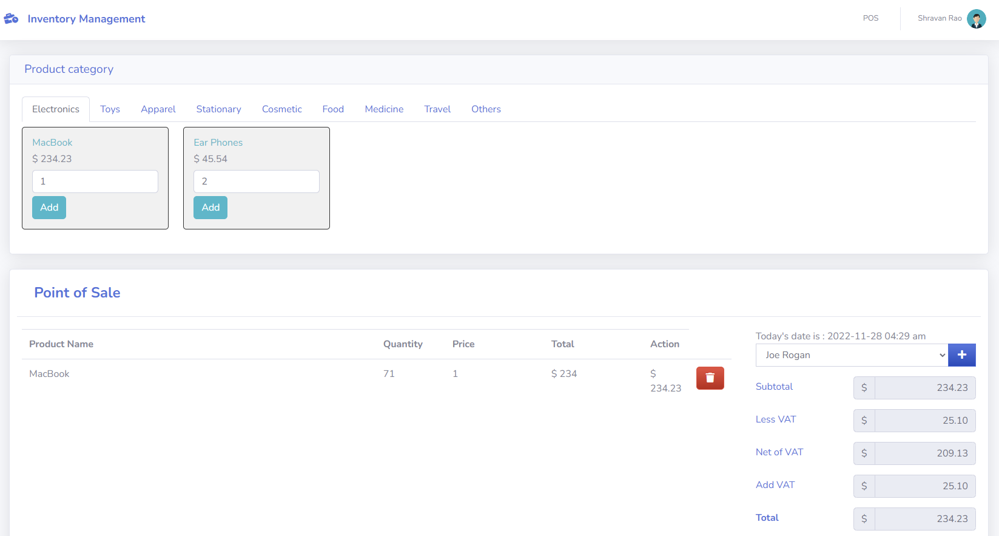 Inventory Management
POS
Shravan Rao
Product category
Electronics Toys Apparel Stationary Cosmetic Food Medicine Travel Others
MacBook
$ 234.23
1
Add
Ear Phones
$ 45.54
2
Add
Point of Sale
Product Name Quantity Price Total Action
MacBook 71 1 $ 234 $
234.23
Today's date is : 2022-11-28 04:29 am
Joe Rogan
Subtotal $ 234.23
Less VAT $ 25.10
Net of VAT $ 209.13
Add VAT $ 25.10
Total $ 234.23